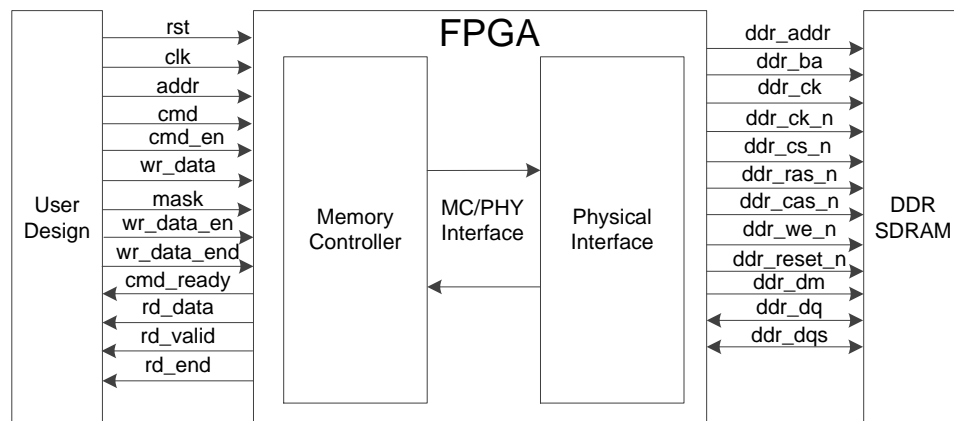 FPGA
rst
clk
addr
cmd
cmd_en
wr_data
mask
wr_data_en
wr_data_end
cmd_ready
rd_data
rd_valid
rd_end
User
Design
Memory
Controller
MC/PHY
Interface
Physical
Interface
ddr_addr
ddr_ba
ddr_ck
ddr_ck_n
ddr_cs_n
ddr_ras_n
ddr_cas_n
ddr_we_n
ddr_reset_n
ddr_dm
ddr_dq
ddr_dqs
DDR
SDRAM